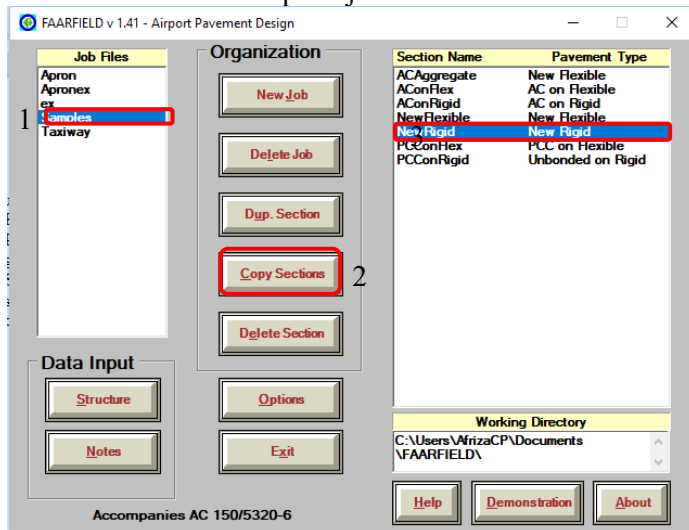 FAARFIELD v 1.41 - Airport Pavement Design
Job Files
Apron
Apronex
ex
Samples
Taxiway
1
Organization
New Job
Delete Job
Dup. Section
Copy Sections
2
Delete Section
Data Input
Structure
Notes
Options
Exit
Accompanies AC 150/5320-6
Section Name Pavement Type
ACAggregate New Flexible
AConFlex AC on Flexible
AConRigid AC on Rigid
NewFlexible New Flexible
NewRigid New Rigid
3
PCConFlex PCC on Flexible
PCConRigid Unbonded on Rigid
Working Directory
C:\Users\AfrizaCP\Documents
\FAARFIELD\
Help Demonstration About